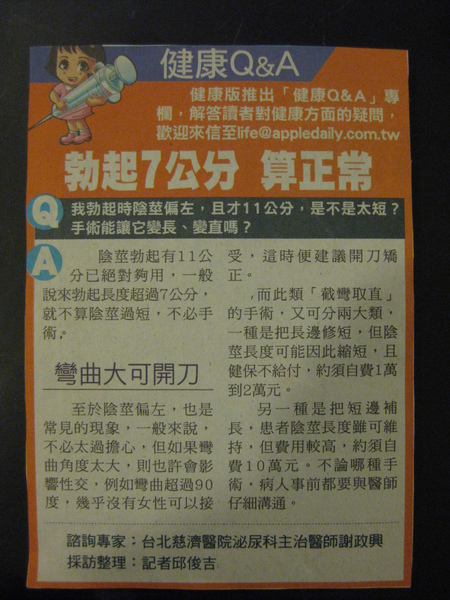 健康Q&A
健康版推出「健康Q&A」專
欄，解答讀者對健康方面的疑問，
歡迎來信至life@appledaily.com.tw
勃起7公分 算正常
Q
我勃起時陰莖偏左，且才11公分，是不是太短？
手術能讓它變長、變直嗎？
A
陰莖勃起有11公
分已絕對夠用，一般
說來勃起長度超過7公分，
就不算陰莖過短，不必手
術。
彎曲大可開刀
至於陰莖偏左，也是
常見的現象，一般來說，
不必太過擔心，但如果彎
曲角度太大，則也許會影
響性交，例如彎曲超過90
度，幾乎沒有女性可以接
受，這時便建議開刀矯
正。
而此類「截彎取直」
的手術，又可分兩大類，
一種是把長邊修短，但陰
莖長度可能因此縮短，且
健保不給付，約須自費1萬
到2萬元。
另一種是把短邊補
長，患者陰莖長度雖可維
持，但費用較高，約須自
費10萬元。不論哪種手
術，病人事前都要與醫師
仔細溝通。
諮詢專家：台北慈濟醫院泌尿科主治醫師謝政興
採訪整理：記者邱俊吉